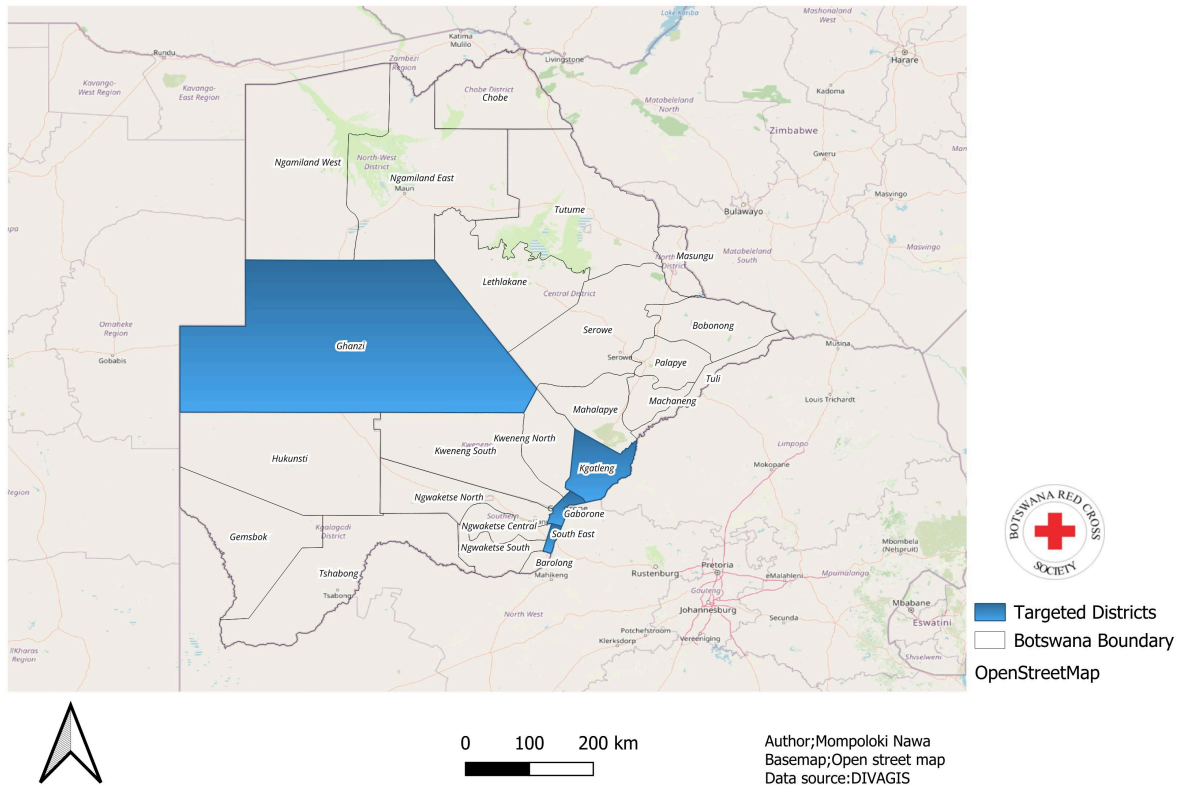 Lake Kariba
Mashonaland
West
Katima
Mulilo
Rundu
Zambezi
Region
Livingstone
Harare
Kavango-
West Region
Kavango-
East Region
Chobe District
Chobe
Kadoma
Matabeleland
North
Zimbabwe
Gweru
Ngamiland West
North-West
District
Ngamiland East
Maun
Masvingo
Tutume
Bulawayo
Masvingo
Matabeleland
South
Masungu
Lethlakane
Central District
Omaheke
Region
Gobabis
Ghanzi
Serowe
Bobonong
Serowe
Palapye
Musina
Tuli
Mahalapye
Machaneng
Louis Trichardt
Kweneng North
Kweneng South
Limpopo
Hukunsti
Kgatleng
Mokopane
Ngwaketse North
Gaborone
Southern
Ngwaketse Central
South East
Gemsbok
Kgalagadi
District
Ngwaketse South
Barolong
Mahikeng
Tshabong
Tsabong
Rustenburg
Pretoria
eMalahleni
Mpumalanga
Mbombela
(Nelspruit)
Gauteng
Johannesburg
North West
Secunda
Mbabane
Eswatini
Potchefstroom
Klerksdorp
Vereeniging
Shiselweni
//Kharas
Region
BOTSWANA RED CROSS
SOCIETY
Targeted Districts
Botswana Boundary
OpenStreetMap
0 100 200 km
Author;Mompoloki Nawa
Basemap;Open street map
Data source:DIVAGIS